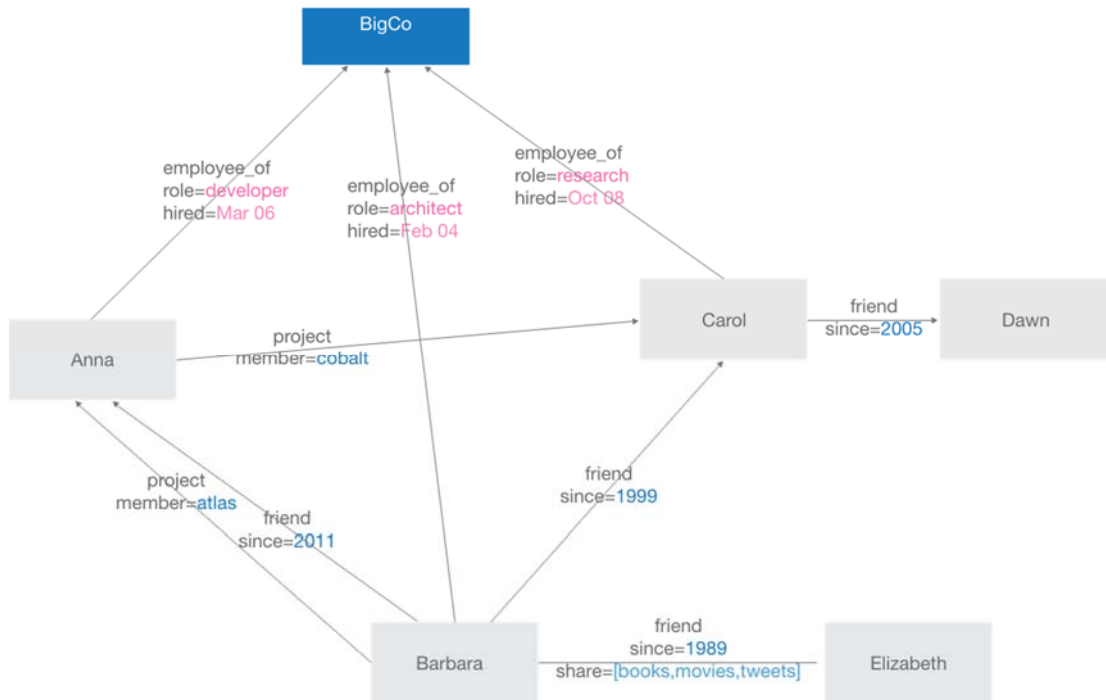 BigCo
employee_of
role=developer
hired=Mar 06
employee_of
role=architect
hired=Feb 04
employee_of
role=research
hired=Oct 08
Anna
project
member=cobalt
Carol
friend
since=2005
Dawn
project
member=atlas
friend
since=2011
friend
since=1999
Barbara
friend
since=1989
share=[books,movies,tweets]
Elizabeth